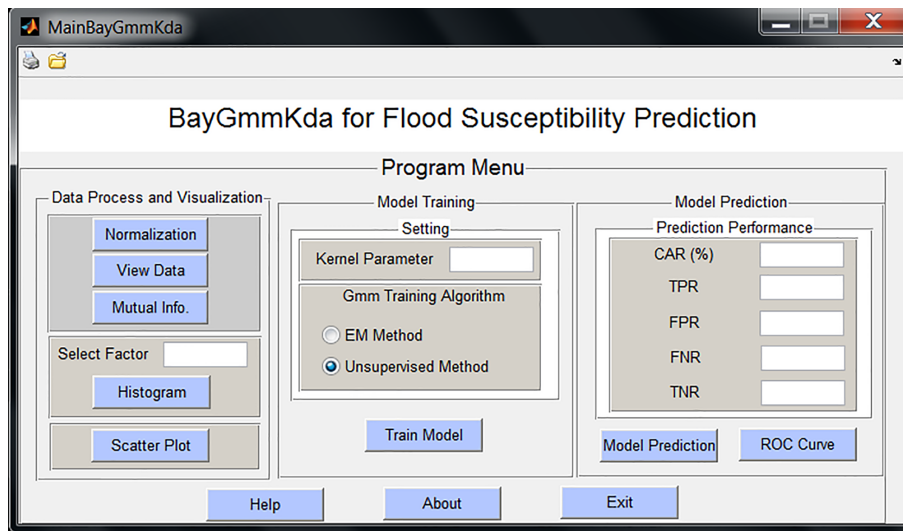 MainBayGmmKda
BayGmmKda for Flood Susceptibility Prediction
Program Menu
Data Process and Visualization
Normalization
View Data
Mutual Info.
Select Factor
Histogram
Scatter Plot
Model Training
Setting
Kernel Parameter
Gmm Training Algorithm
EM Method
Unsupervised Method
Train Model
Model Prediction
Prediction Performance
CAR (%)
TPR
FPR
FNR
TNR
Model Prediction
ROC Curve
Help
About
Exit